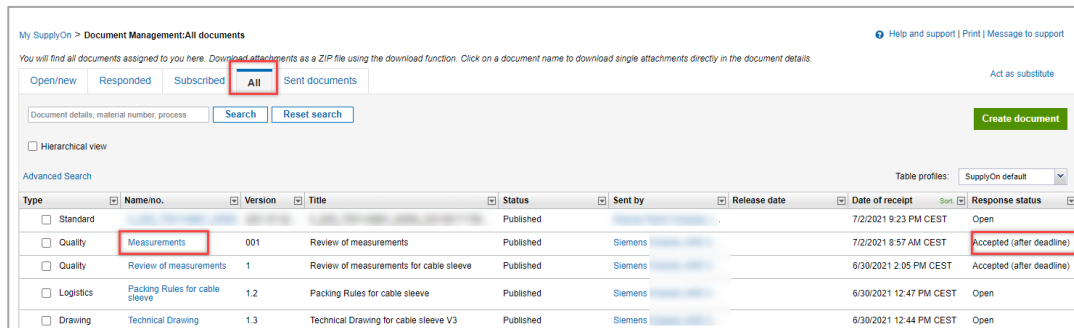 My SupplyOn > Document Management:All documents
Help and support | Print | Message to support
You will find all documents assigned to you here. Download attachments as a ZIP file using the download function. Click on a document name to download single attachments directly in the document details.
Act as substitute
Open/new Responded Subscribed All Sent documents
Document details, material number, process Search Reset search
Create document
Hierarchical view
Advanced Search Table profiles: SupplyOn default
Type Name/no. Version Title Status Sent by Release date Date of receipt Sort. Response status
Standard Published 7/2/2021 9:23 PM CEST Open
Quality Measurements 001 Review of measurements Published Siemens 7/2/2021 8:57 AM CEST Accepted (after deadline)
Quality Review of measurements 1 Review of measurements for cable sleeve Published Siemens 6/30/2021 2:05 PM CEST Accepted (after deadline)
Logistics Packing Rules for cable sleeve 1.2 Packing Rules for cable sleeve Published Siemens 6/30/2021 12:47 PM CEST Open
Drawing Technical Drawing 1.3 Technical Drawing for cable sleeve V3 Published Siemens 6/30/2021 12:44 PM CEST Open